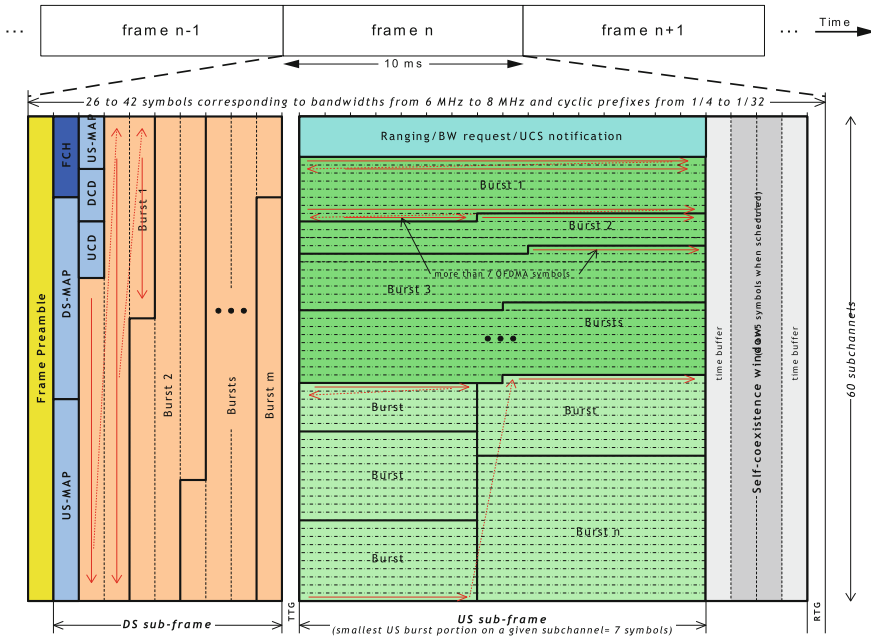 ... frame n-1 frame n frame n+1 ... Time
10 ms
26 to 42 symbols corresponding to bandwidths from 6 MHz to 8 MHz and cyclic prefixes from 1/4 to 1/32
Frame Preamble
FCH
DS-MAP
US-MAP
US-MAP
DCD
UCD
Burst 1
Burst 2
Bursts
Burst m
TTG
Ranging/BW request/UCS notification
Burst 1
Burst 2
more than 7 OFDMA symbols
Burst 3
Bursts
Burst
Burst
Burst
Burst
Burst n
time buffer
Self-coexistence window
symbols when scheduled)
time buffer
RTG
60 subchannels
DS sub-frame
US sub-frame
(smallest US burst portion on a given subchannel= 7 symbols)